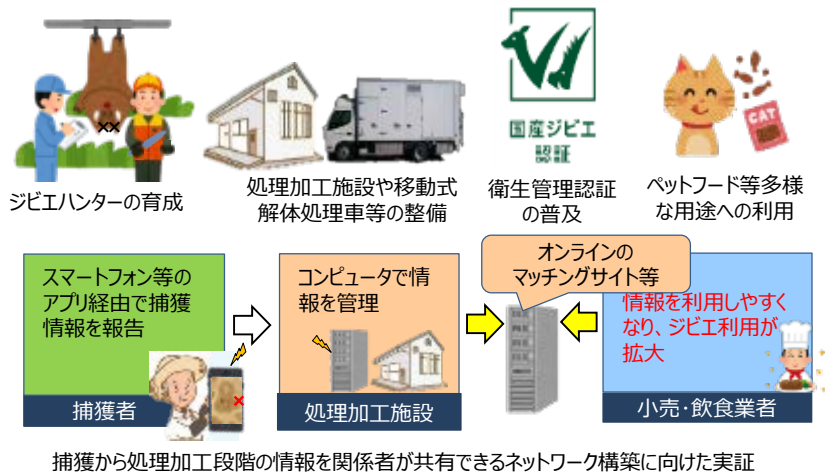 国産ジビエ
認証
CAT
ジビエハンターの育成
処理加工施設や移動式
解体処理車等の整備
衛生管理認証
の普及
ペットフード等多様
な用途への利用
スマートフォン等の
アプリ経由で捕獲
情報を報告
捕獲者
コンピュータで情
報を管理
処理加工施設
オンラインの
マッチングサイト等
情報を利用しやすく
なり、ジビエ利用が
拡大
小売・飲食業者
捕獲から処理加工段階の情報を関係者が共有できるネットワーク構築に向けた実証